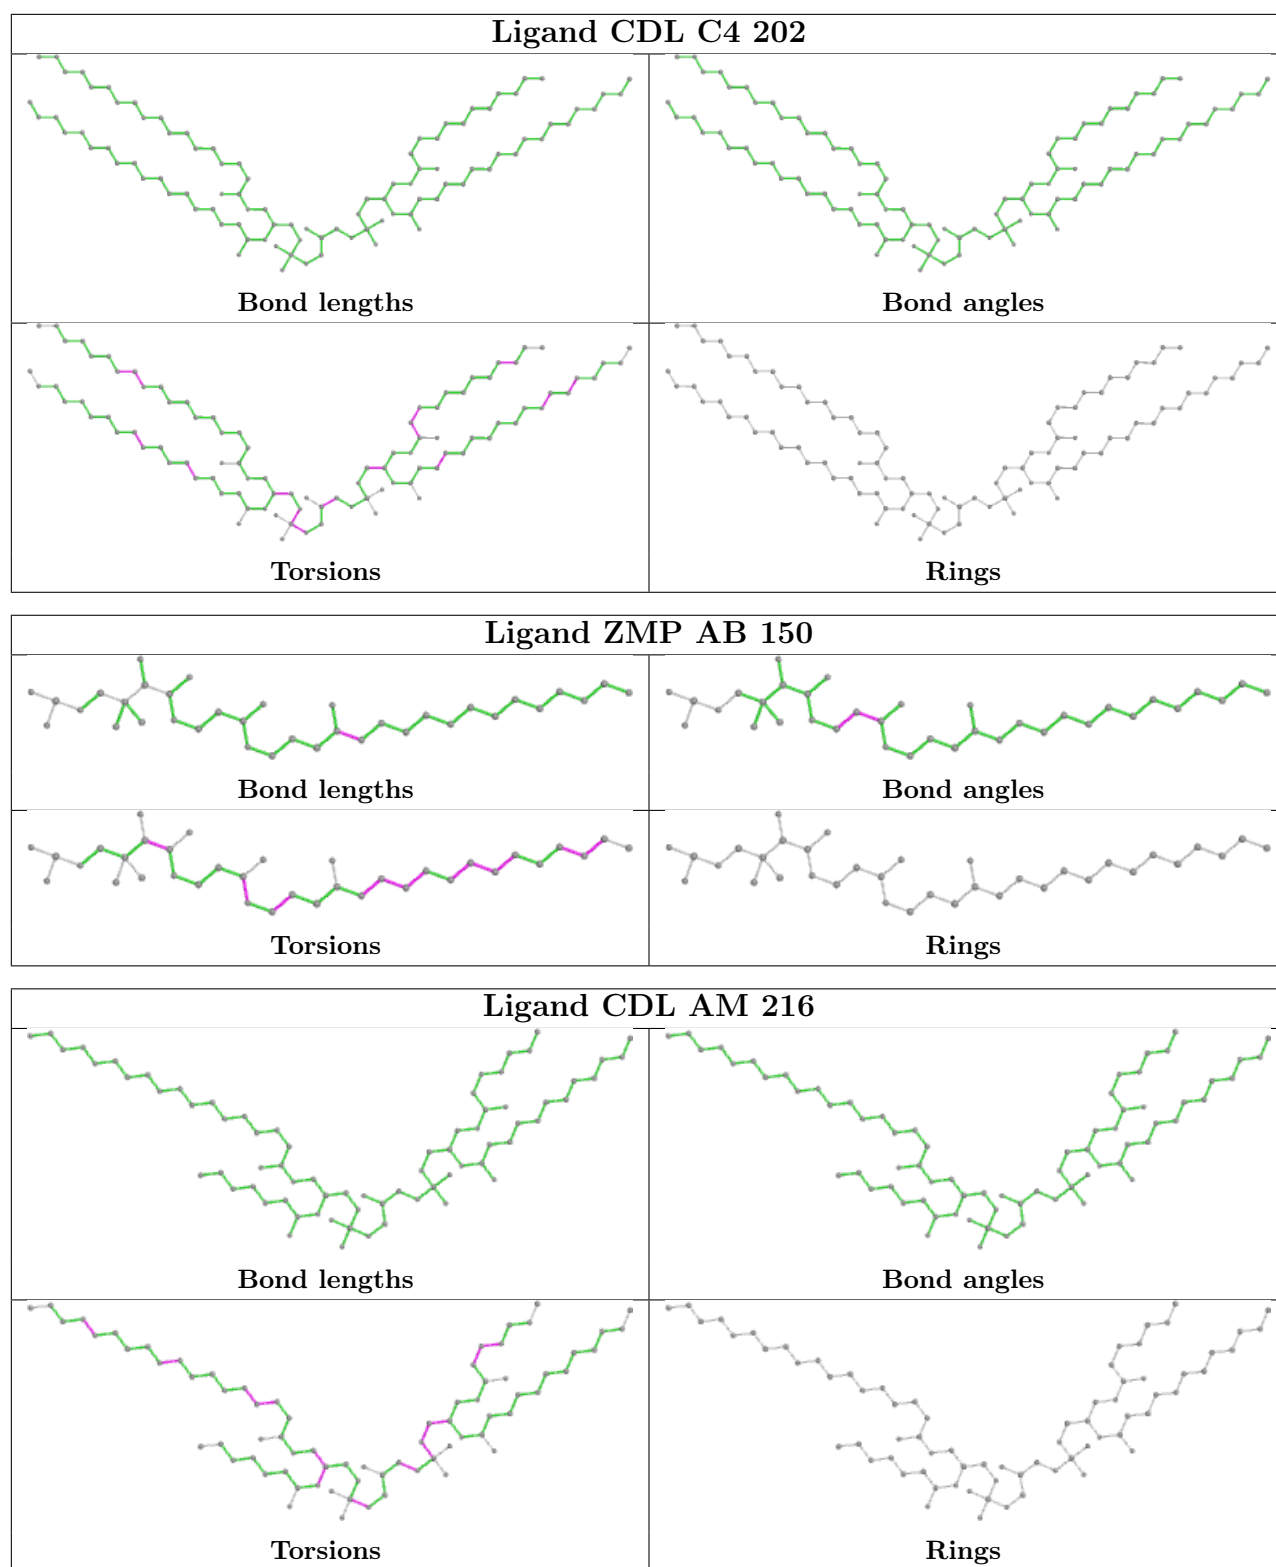 Ligand CDL C4 202
Bond lengths
Bond angles
Torsions
Rings
Ligand ZMP AB 150
Bond lengths
Bond angles
Torsions
Rings
Ligand CDL AM 216
Bond lengths
Bond angles
Torsions
Rings